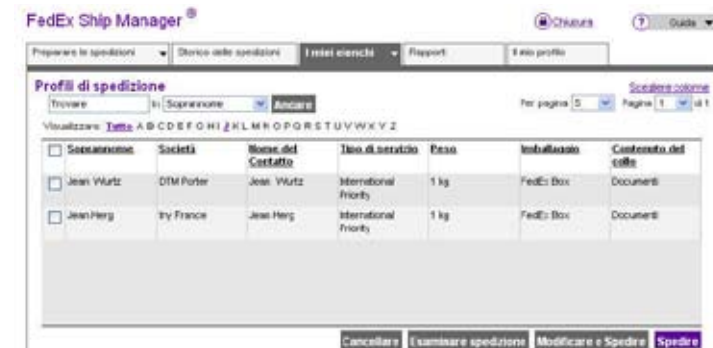 FedEx Ship Manager ®
Chiusura ? Guida
Preparare le spedizioni Storico delle spedizioni I miei elenchi Rapporti Il mio profilo
Profili di spedizione
Scegliere colonne
Trovare In Soprannome Andare Per pagina 5 Pagina 1 di 1
Visualizzare: Tutto A B C D E F G H I J K L M N O P Q R S T U V W X Y Z
Soprannome Società Nome del Contatto Tipo di servizio Peso Imballaggio Contenuto del collo
Jean Wurtz DTM Porter Jean Wurtz International Priority 1 kg FedEx Box Documenti
Jean Herg try France Jean Herg International Priority 1 kg FedEx Box Documenti
Cancellare Esaminare spedizione Modificare e Spedire Spedire